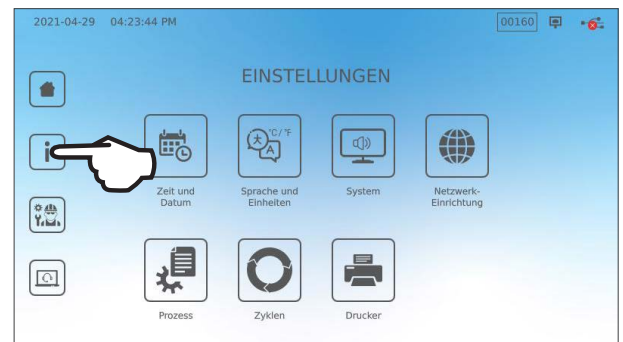 2021-04-29 04:23:44 PM
00160
EINSTELLUNGEN
i
°C/ °F
A
Zeit und
Datum
Sprache und
Einheiten
System
Netzwerk-
Einrichtung
Prozess
Zyklen
Drucker